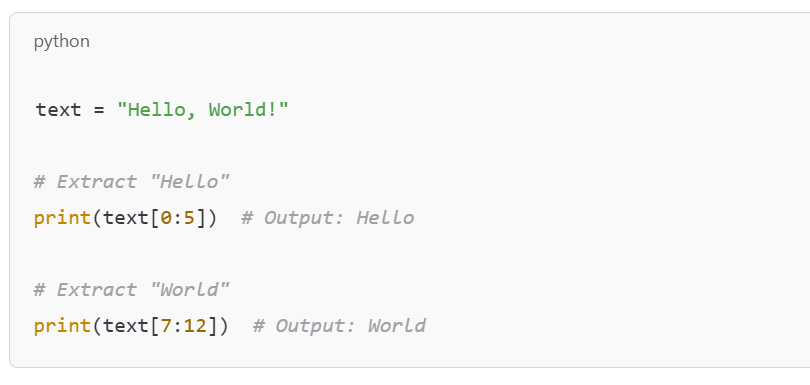 python
text = "Hello, World!"
# Extract "Hello"
print(text[0:5])  # Output: Hello
# Extract "World"
print(text[7:12])  # Output: World